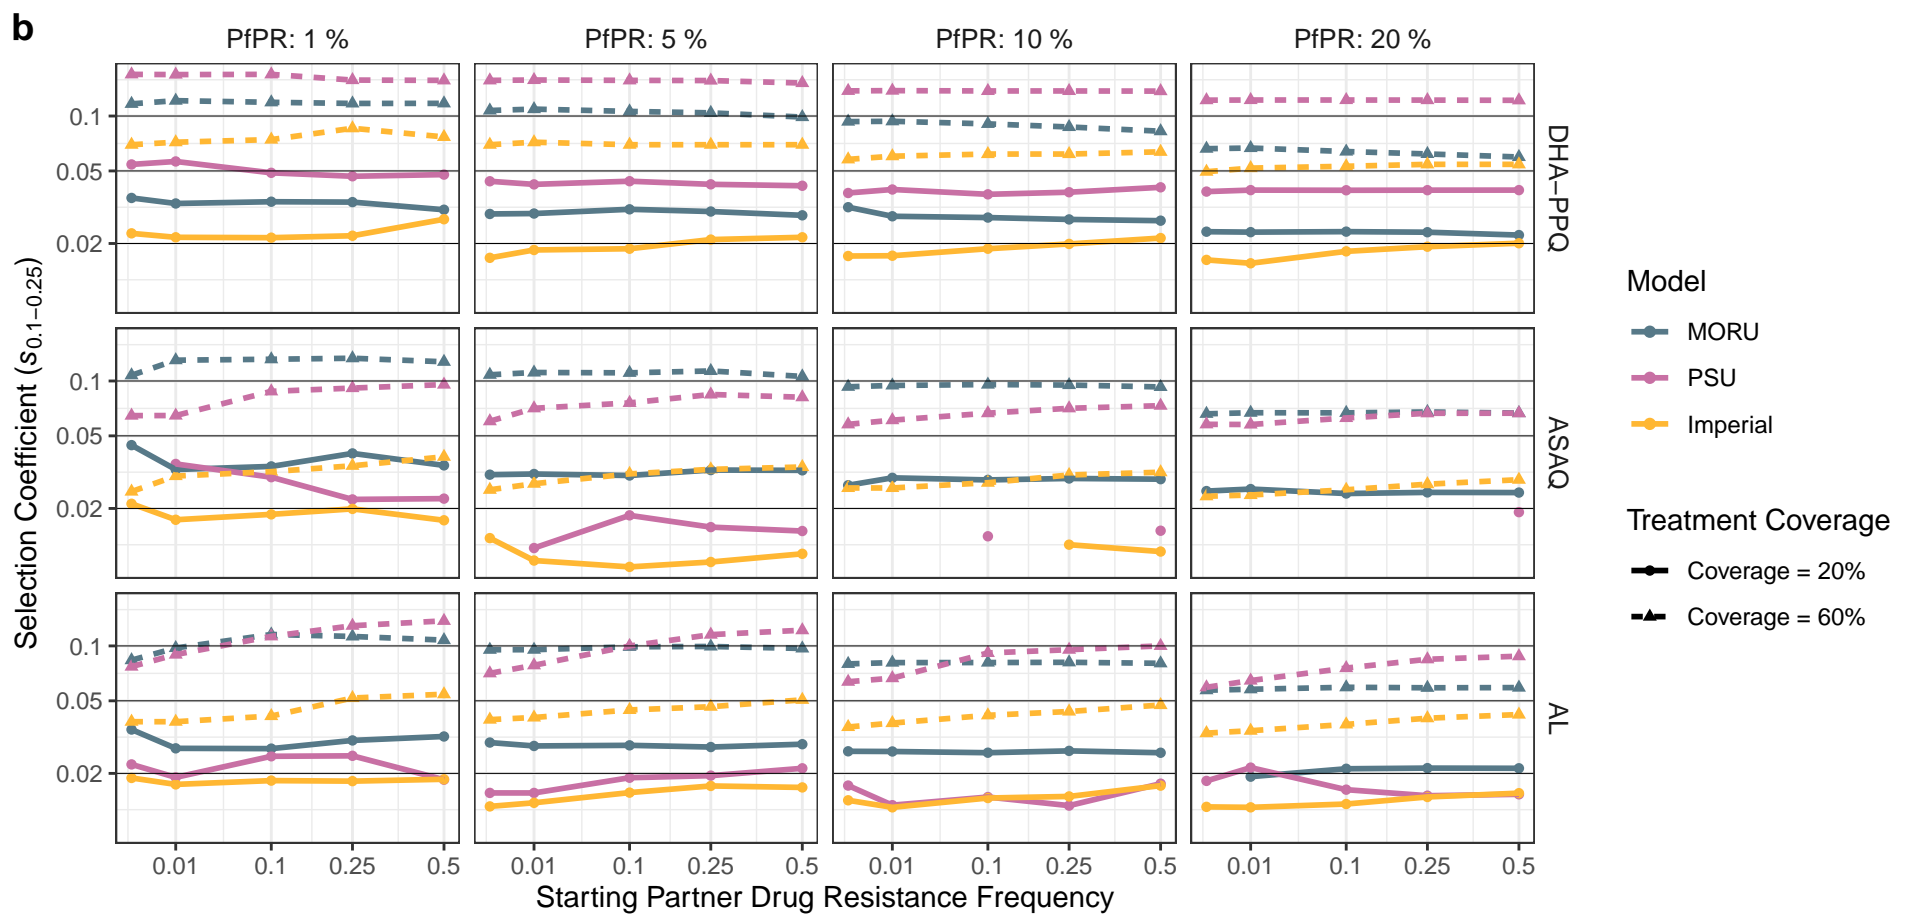 b
PfPR: 1 %
PfPR: 5 %
PfPR: 10 %
PfPR: 20 %
0.1
0.05
0.02
DHA−PPQ
0.1
0.05
0.02
ASAQ
0.1
0.05
0.02
AL
0.01 0.1 0.25 0.5
0.01 0.1 0.25 0.5
0.01 0.1 0.25 0.5
0.01 0.1 0.25 0.5
Starting Partner Drug Resistance Frequency
Selection Coefficient (s0.1−0.25)
Model
MORU
PSU
Imperial
Treatment Coverage
Coverage = 20%
Coverage = 60%